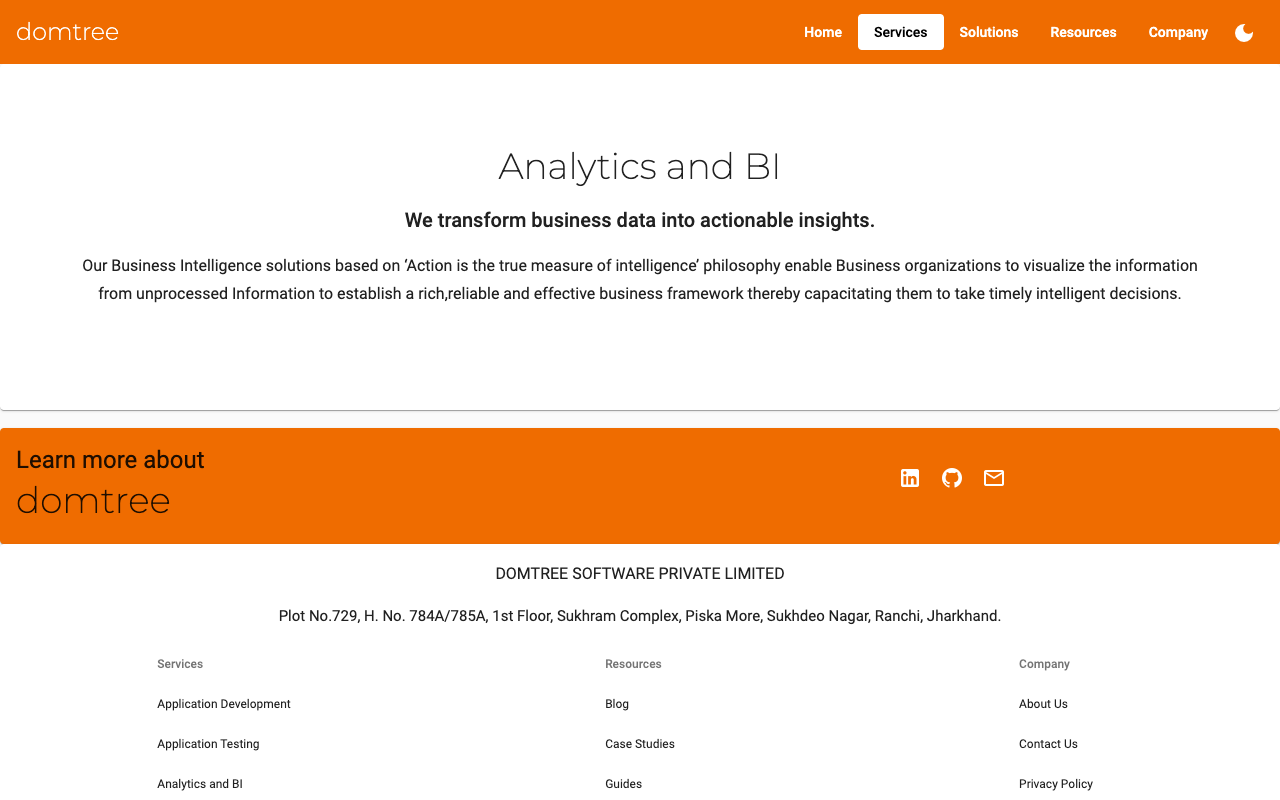 domtree
Home Services Solutions Resources Company
Analytics and BI
We transform business data into actionable insights.
Our Business Intelligence solutions based on ‘Action is the true measure of intelligence’ philosophy enable Business organizations to visualize the information
from unprocessed Information to establish a rich,reliable and effective business framework thereby capacitating them to take timely intelligent decisions.
Learn more about
domtree
DOMTREE SOFTWARE PRIVATE LIMITED
Plot No.729, H. No. 784A/785A, 1st Floor, Sukhram Complex, Piska More, Sukhdeo Nagar, Ranchi, Jharkhand.
Services Resources Company
Application Development Blog About Us
Application Testing Case Studies Contact Us
Analytics and BI Guides Privacy Policy